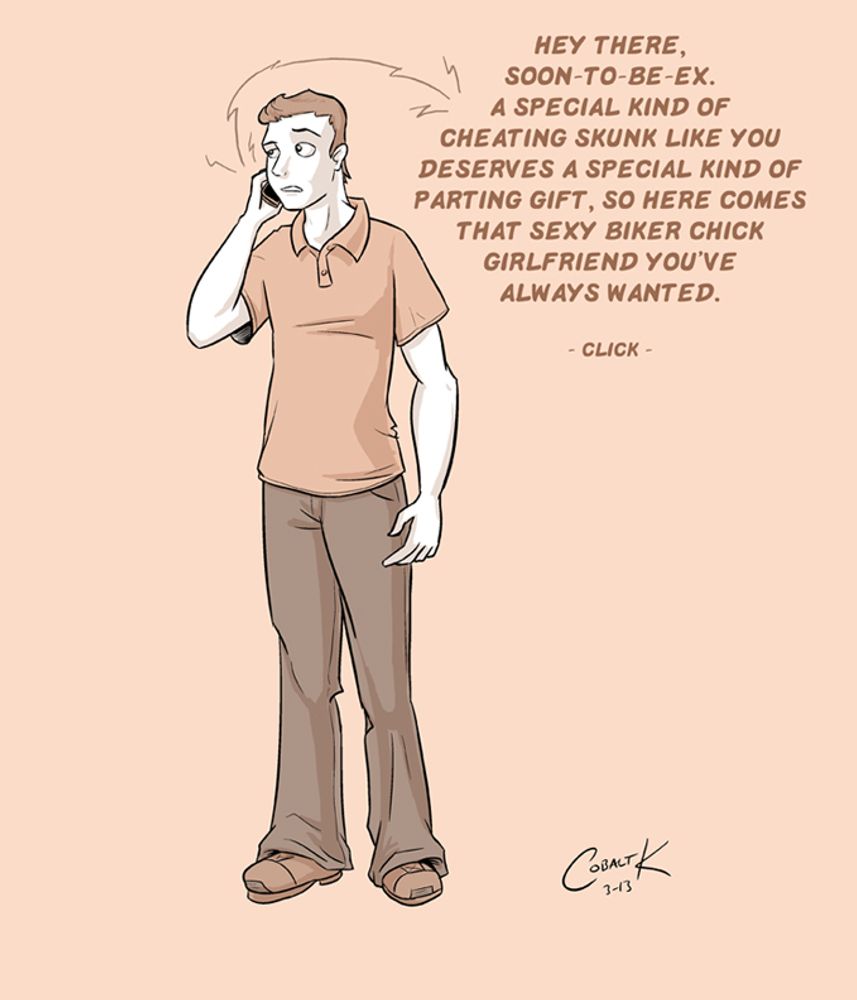 HEY THERE,
SOON-TO-BE-EX.
A SPECIAL KIND OF
CHEATING SKUNK LIKE YOU
DESERVES A SPECIAL KIND OF
PARTING GIFT, SO HERE COMES
THAT SEXY BIKER CHICK
GIRLFRIEND YOU'VE
ALWAYS WANTED.
- CLICK -
COBALT K
3-13